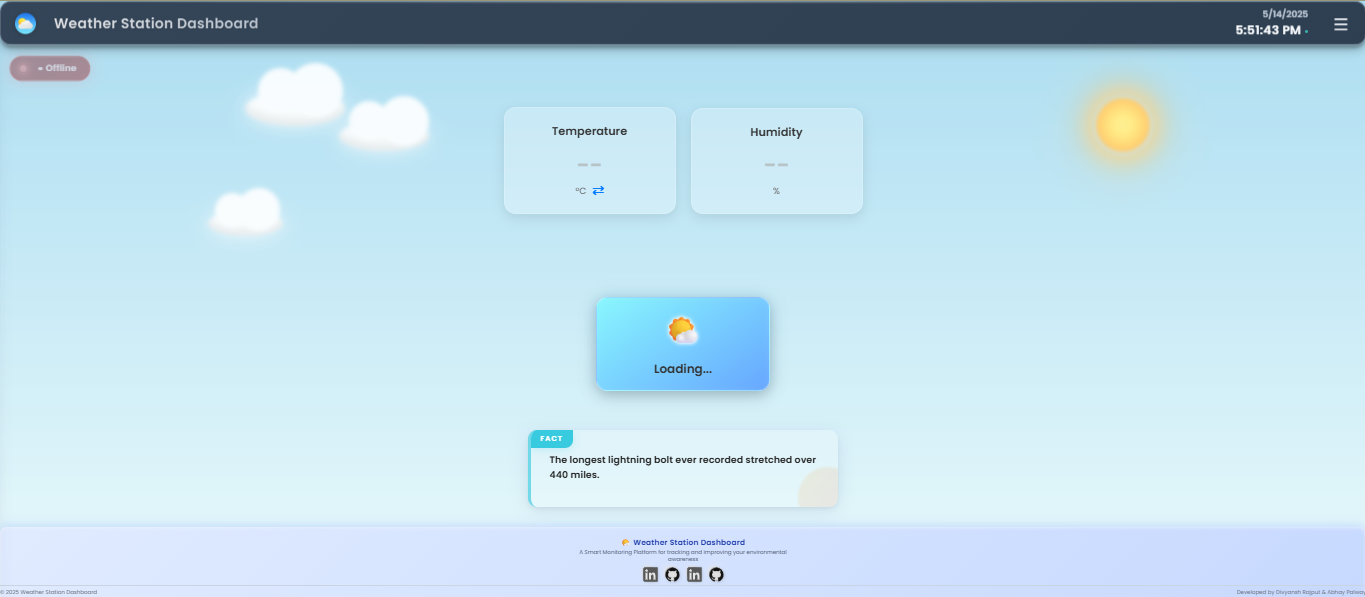 Weather Station Dashboard
5/14/2025
5:51:43 PM
Offline
Temperature
--
°C
Humidity
--
%
Loading...
FACT
The longest lightning bolt ever recorded stretched over
440 miles.
Weather Station Dashboard
A Smart Monitoring Platform for tracking and improving your environmental
awareness
© 2025 Weather Station Dashboard
Developed by Divyansh Rajput & Abhay Patwa